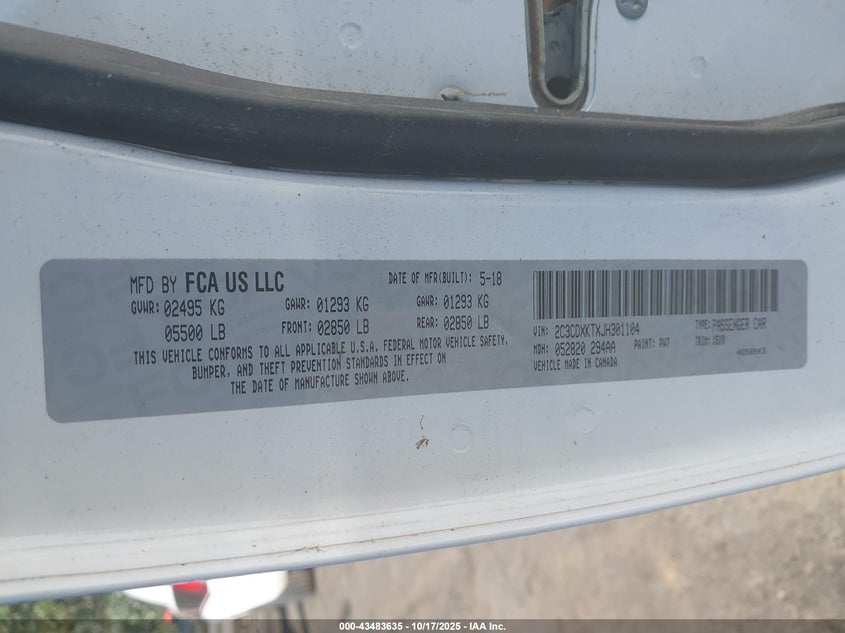 MFD BY FCA US LLC
DATE OF MFR(BUILT): 5-18
GVWR: 02495 KG
GAWR: 01293 KG
GAWR: 01293 KG
05500 LB
FRONT: 02850 LB
REAR: 02850 LB
THIS VEHICLE CONFORMS TO ALL APPLICABLE U.S.A. FEDERAL MOTOR VEHICLE SAFETY,
BUMPER, AND THEFT PREVENTION STANDARDS IN EFFECT ON
THE DATE OF MANUFACTURE SHOWN ABOVE.
VIN: 2C3CDXKTXJH301104
TYPE: PASSENGER CAR
MDH: 052820 294AA
PAINT: PW7
TRIM:
VEHICLE MADE IN CANADA
4658943
000-43483635 - 10/17/2025 - IAA Inc.